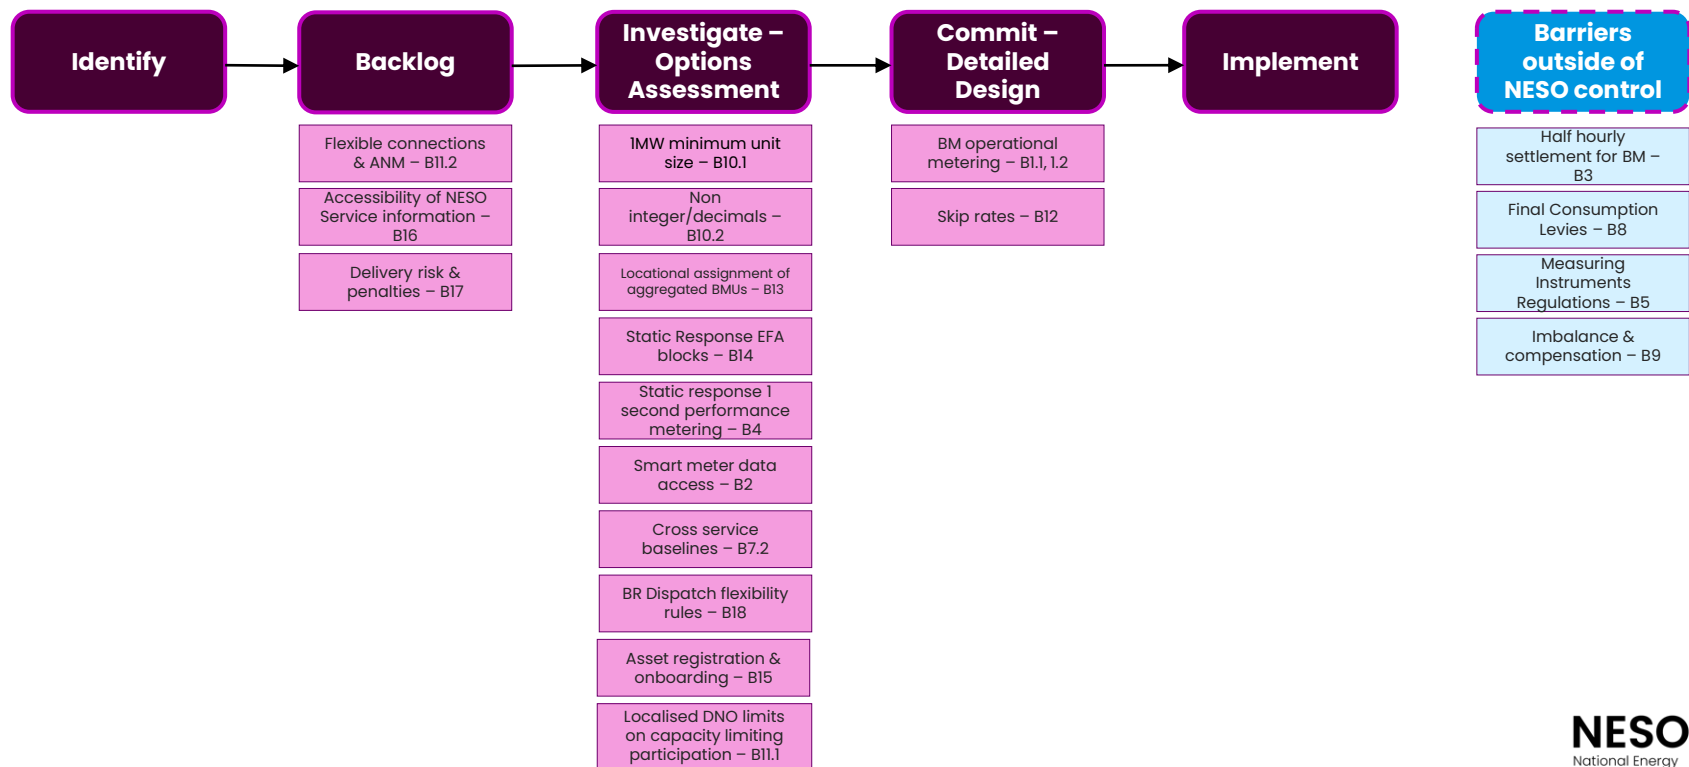 Identify
Backlog
Investigate –
Options
Assessment
Commit –
Detailed
Design
Implement
Barriers
outside of
NESO control
Flexible connections
& ANM – B11.2
Accessibility of NESO
Service information –
B16
Delivery risk &
penalties – B17
1MW minimum unit
size – B10.1
Non
integer/decimals –
B10.2
Locational assignment of
aggregated BMUs – B13
Static Response EFA
blocks – B14
Static response 1
second performance
metering – B4
Smart meter data
access – B2
Cross service
baselines – B7.2
BR Dispatch flexibility
rules – B18
Asset registration &
onboarding – B15
Localised DNO limits
on capacity limiting
participation – B11.1
BM operational
metering – B1.1, 1.2
Skip rates – B12
Half hourly
settlement for BM –
B3
Final Consumption
Levies – B8
Measuring
Instruments
Regulations – B5
Imbalance &
compensation – B9
NESO
National Energy